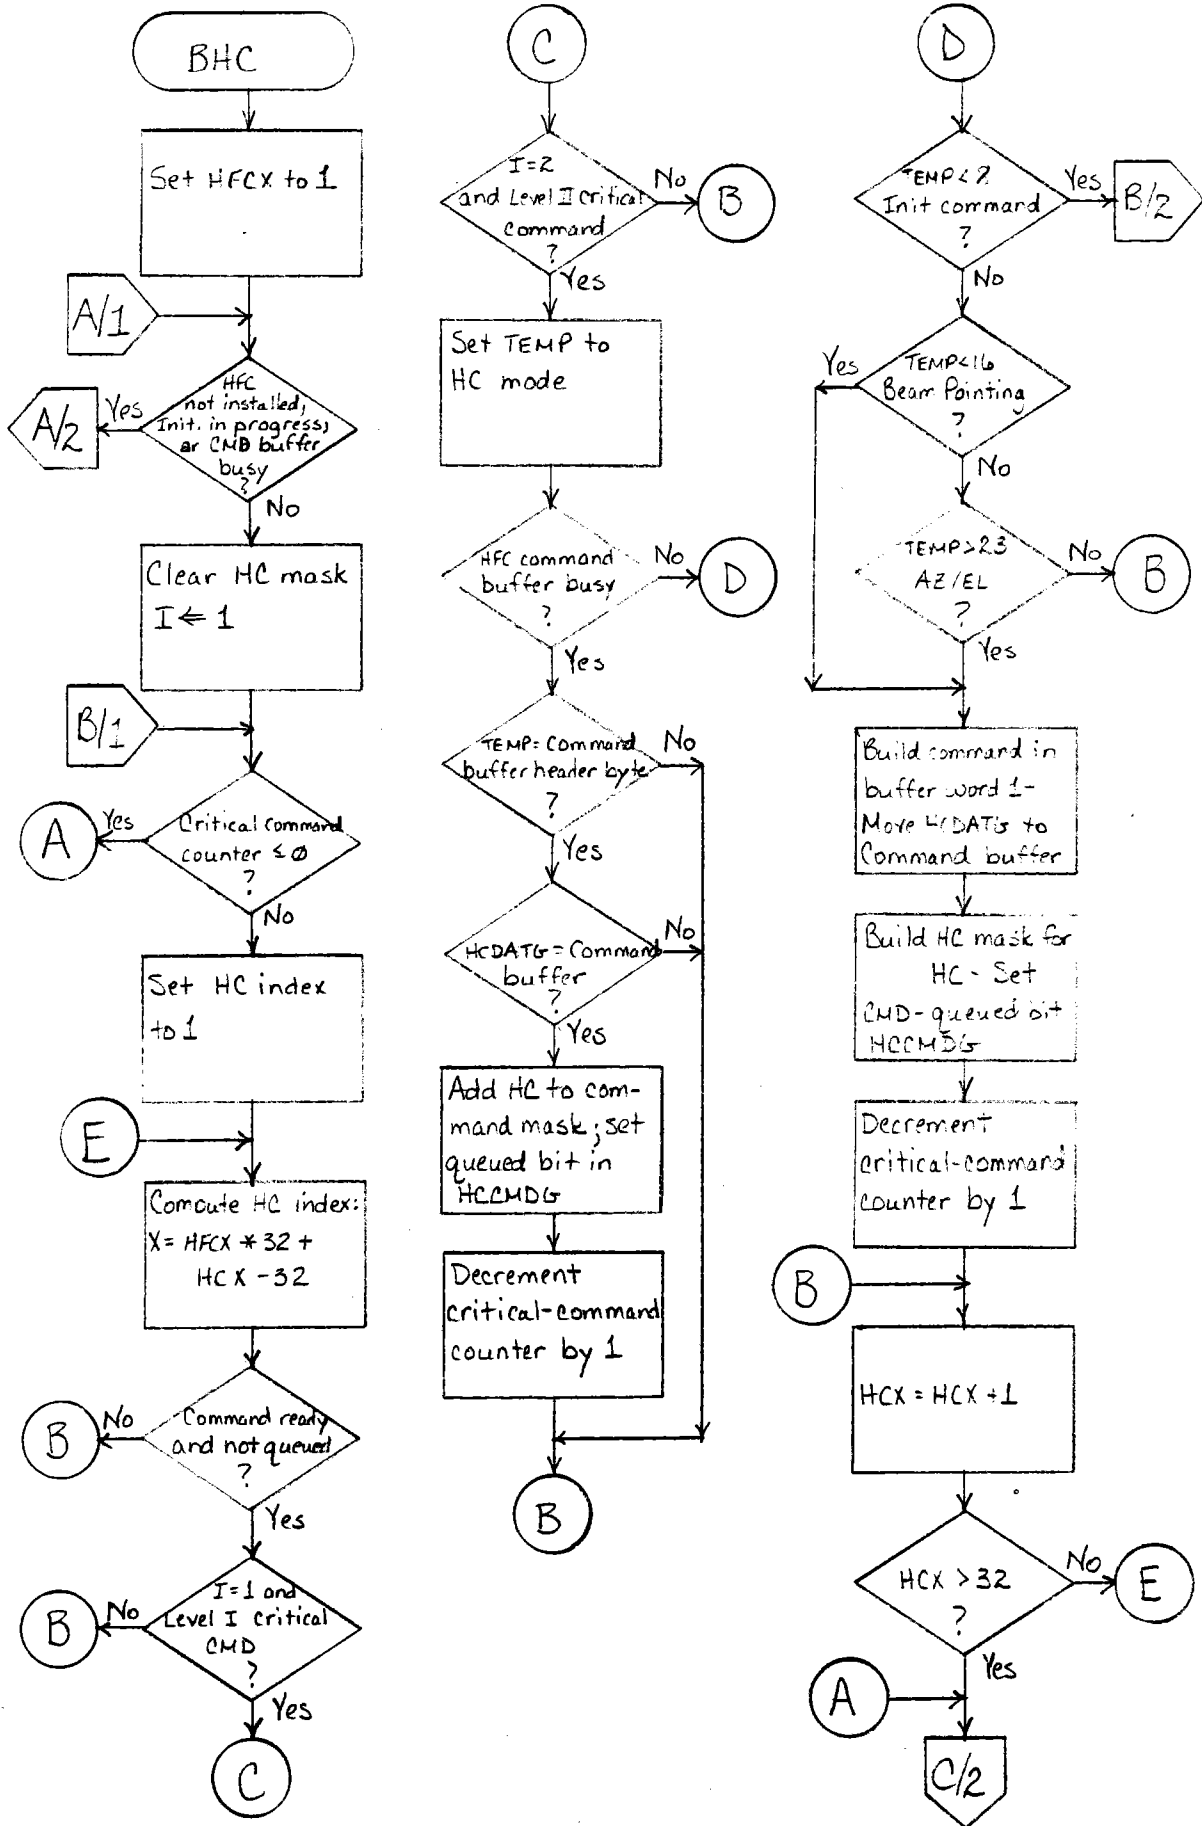 BHC
Set HFCX to 1
A/1
HFC
not installed,
Init. in progress,
or CMD buffer
busy
?
Yes
A/2
No
Clear HC mask
I ⇐ 1
B/1
Critical command
counter ≤ 0
?
Yes
A
No
Set HC index
to 1
E
Compute HC index:
X = HFCX * 32 +
HCX - 32
Command ready
and not queued
?
No
B
Yes
I=1 and
Level I Critical
CMD
?
No
B
Yes
C
C
I=2
and Level II critical
command
?
No
B
Yes
Set TEMP to
HC mode
HFC command
buffer busy
?
No
D
Yes
TEMP = Command
buffer header byte
?
No
Yes
HCDATG = Command
buffer
?
No
Yes
Add HC to com-
mand mask; set
queued bit in
HCCMDG
Decrement
critical-command
counter by 1
B
D
TEMP<8
Init command
?
Yes
B/2
No
TEMP<16
Beam Pointing
?
Yes
No
TEMP>23
AZ/EL
?
No
B
Yes
Build command in
buffer word 1-
Move HCDATG to
Command buffer
Build HC mask for
HC - Set
CMD-queued bit
HCCMDG
Decrement
critical-command
counter by 1
B
HCX = HCX +1
HCX > 32
?
No
E
Yes
A
C/2